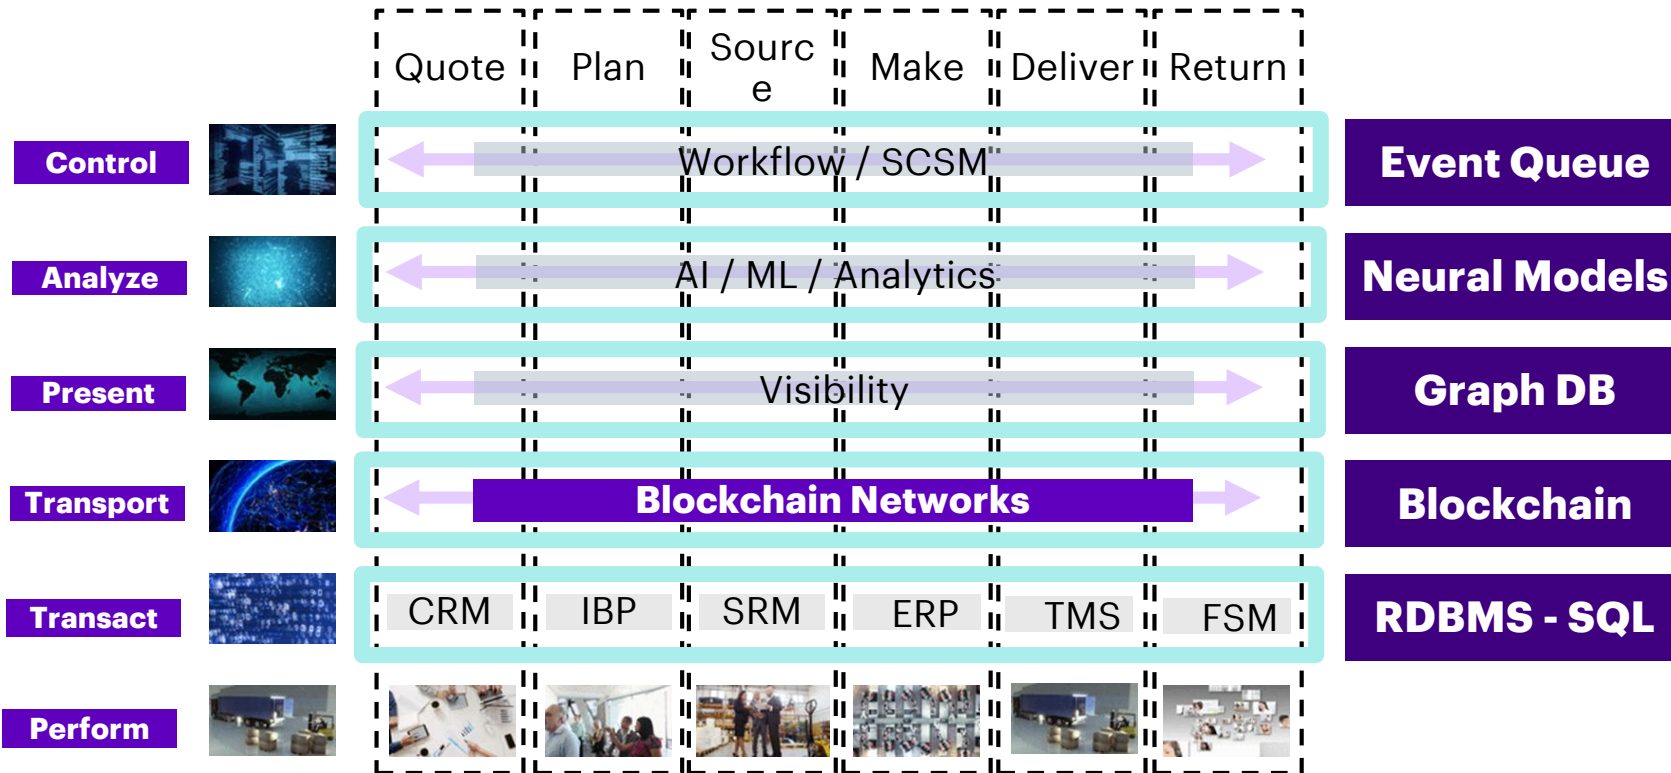 Quote Plan Sourc Make Deliver Return
e
Control Workflow / SCSM Event Queue
Analyze AI / ML / Analytics Neural Models
Present Visibility Graph DB
Transport Blockchain Networks Blockchain
Transact CRM IBP SRM ERP TMS FSM RDBMS - SQL
Perform